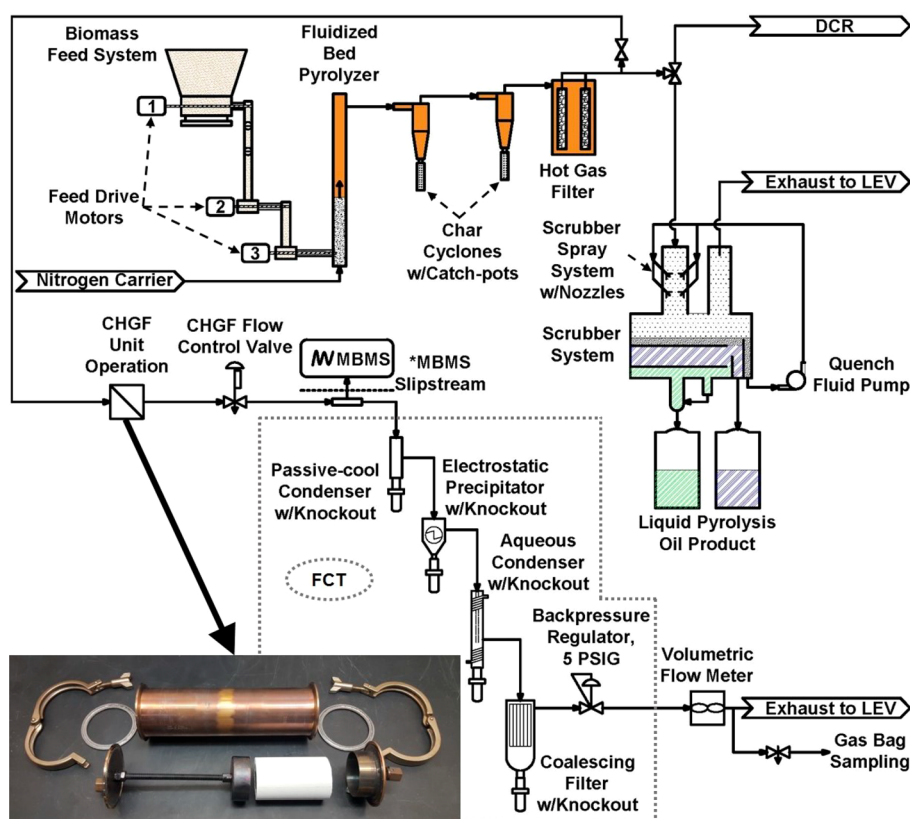 Biomass
Feed System
Fluidized
Bed
Pyrolyzer
DCR
1
Feed Drive
Motors
2
3
Hot Gas
Filter
Char
Cyclones
w/Catch-pots
Exhaust to LEV
Scrubber
Spray
System
w/Nozzles
Nitrogen Carrier
CHGF
Unit
Operation
CHGF Flow
Control Valve
MBMS
*MBMS
Slipstream
Scrubber
System
Quench
Fluid Pump
Passive-cool
Condenser
w/Knockout
Electrostatic
Precipitator
w/Knockout
Liquid Pyrolysis
Oil Product
Aqueous
Condenser
w/Knockout
FCT
Backpressure
Regulator,
5 PSIG
Volumetric
Flow Meter
Exhaust to LEV
Gas Bag
Sampling
Coalescing
Filter
w/Knockout